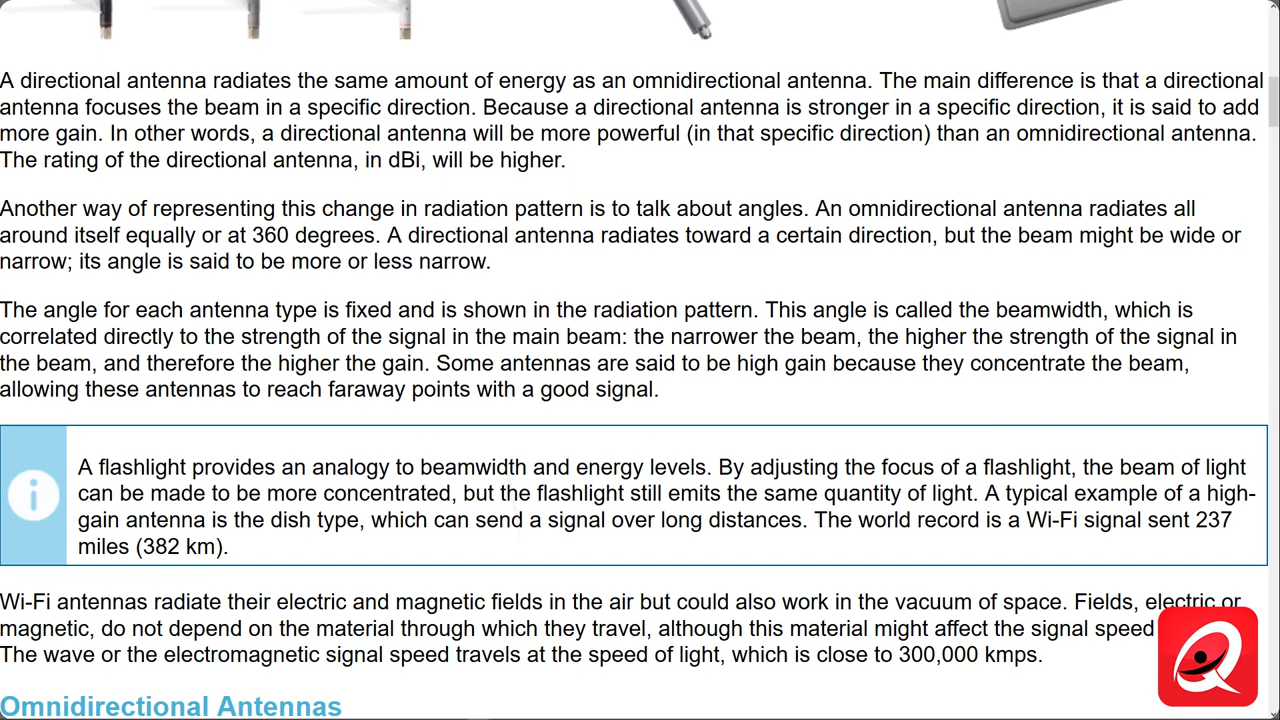 A directional antenna radiates the same amount of energy as an omnidirectional antenna. The main difference is that a directional
antenna focuses the beam in a specific direction. Because a directional antenna is stronger in a specific direction, it is said to add
more gain. In other words, a directional antenna will be more powerful (in that specific direction) than an omnidirectional antenna.
The rating of the directional antenna, in dBi, will be higher.
Another way of representing this change in radiation pattern is to talk about angles. An omnidirectional antenna radiates all
around itself equally or at 360 degrees. A directional antenna radiates toward a certain direction, but the beam might be wide or
narrow; its angle is said to be more or less narrow.
The angle for each antenna type is fixed and is shown in the radiation pattern. This angle is called the beamwidth, which is
correlated directly to the strength of the signal in the main beam: the narrower the beam, the higher the strength of the signal in
the beam, and therefore the higher the gain. Some antennas are said to be high gain because they concentrate the beam,
allowing these antennas to reach faraway points with a good signal.
A flashlight provides an analogy to beamwidth and energy levels. By adjusting the focus of a flashlight, the beam of light
can be made to be more concentrated, but the flashlight still emits the same quantity of light. A typical example of a high-
gain antenna is the dish type, which can send a signal over long distances. The world record is a Wi-Fi signal sent 237
miles (382 km).
Wi-Fi antennas radiate their electric and magnetic fields in the air but could also work in the vacuum of space. Fields, electric or
magnetic, do not depend on the material through which they travel, although this material might affect the signal speed
The wave or the electromagnetic signal speed travels at the speed of light, which is close to 300,000 kmps.
Omnidirectional Antennas